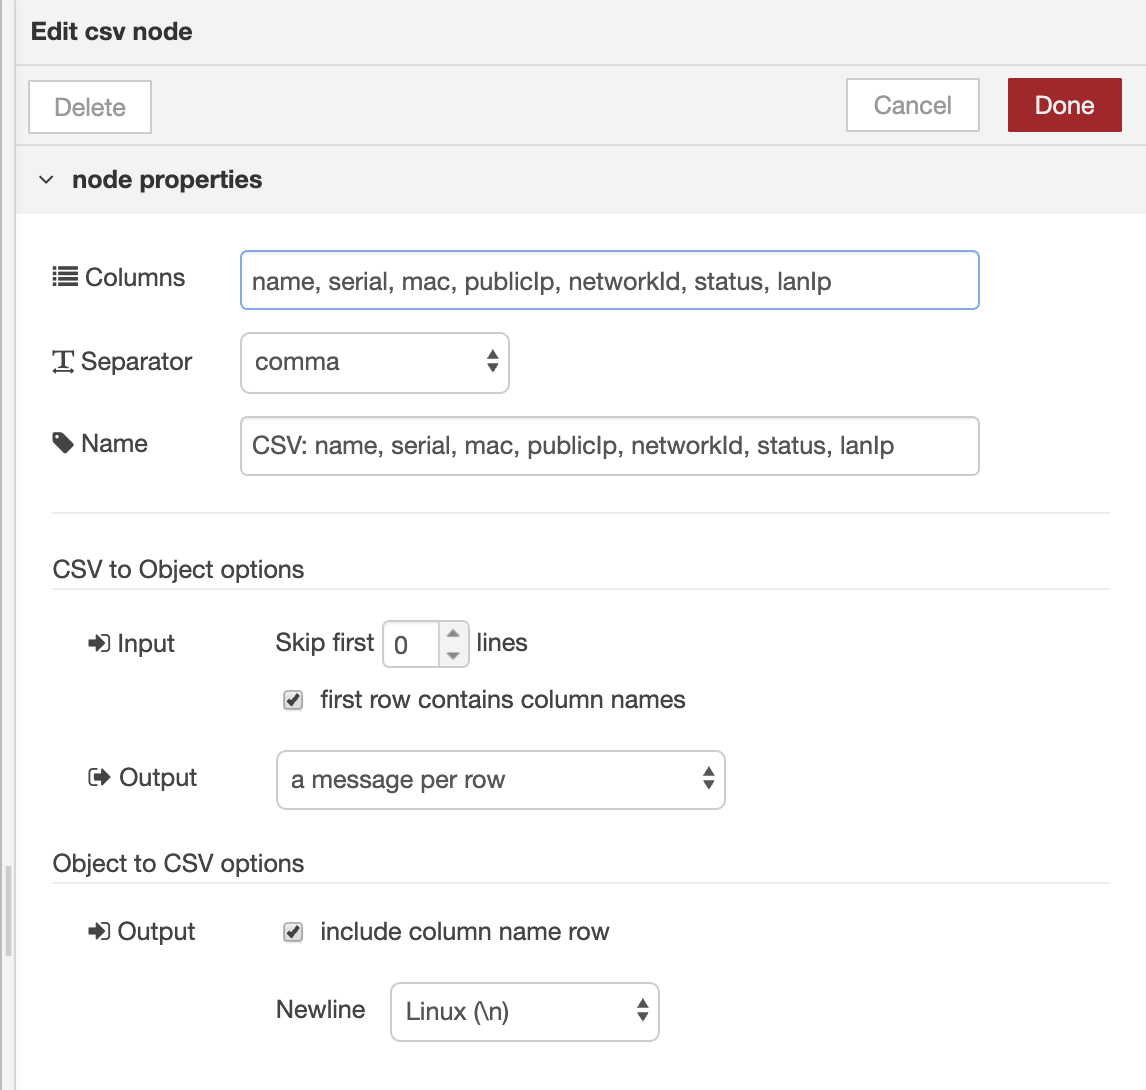 Edit csv node
Delete
Cancel
Done
node properties
Columns
name, serial, mac, publicIp, networkId, status, lanIp
Separator
comma
Name
CSV: name, serial, mac, publicIp, networkId, status, lanIp
CSV to Object options
Input
Skip first 0 lines
first row contains column names
Output
a message per row
Object to CSV options
Output
include column name row
Newline
Linux (\n)